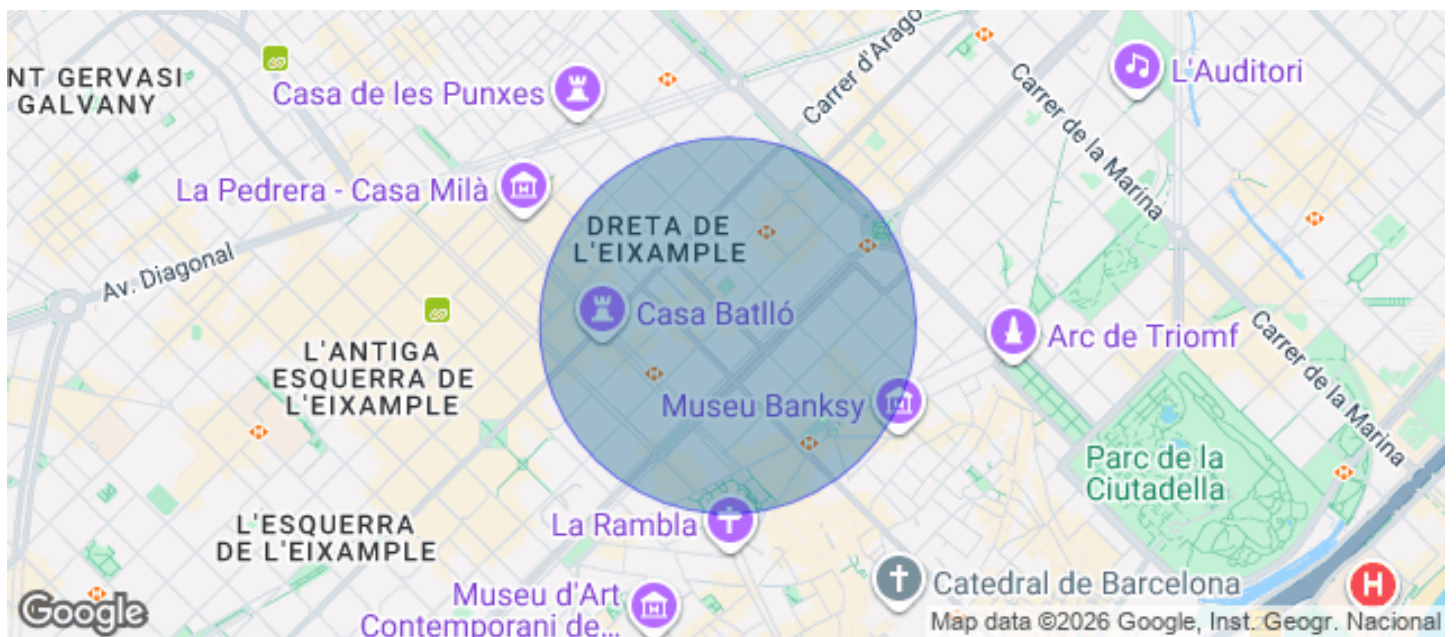 NT GERVASI
GALVANY
Casa de les Punxes
Carrer d'Arago
L'Auditori
Carrer de la Marina
La Pedrera - Casa Milà
DRETA DE
L'EIXAMPLE
Av. Diagonal
Casa Batlló
Arc de Triomf
Carrer de la Marina
L'ANTIGA
ESQUERRA DE
L'EIXAMPLE
Museu Banksy
Parc de la
Ciutadella
L'ESQUERRA
DE L'EIXAMPLE
La Rambla
Catedral de Barcelona
H
Museu d'Art
Contemporani de...
Google
Map data ©2026 Google, Inst. Geogr. Nacional